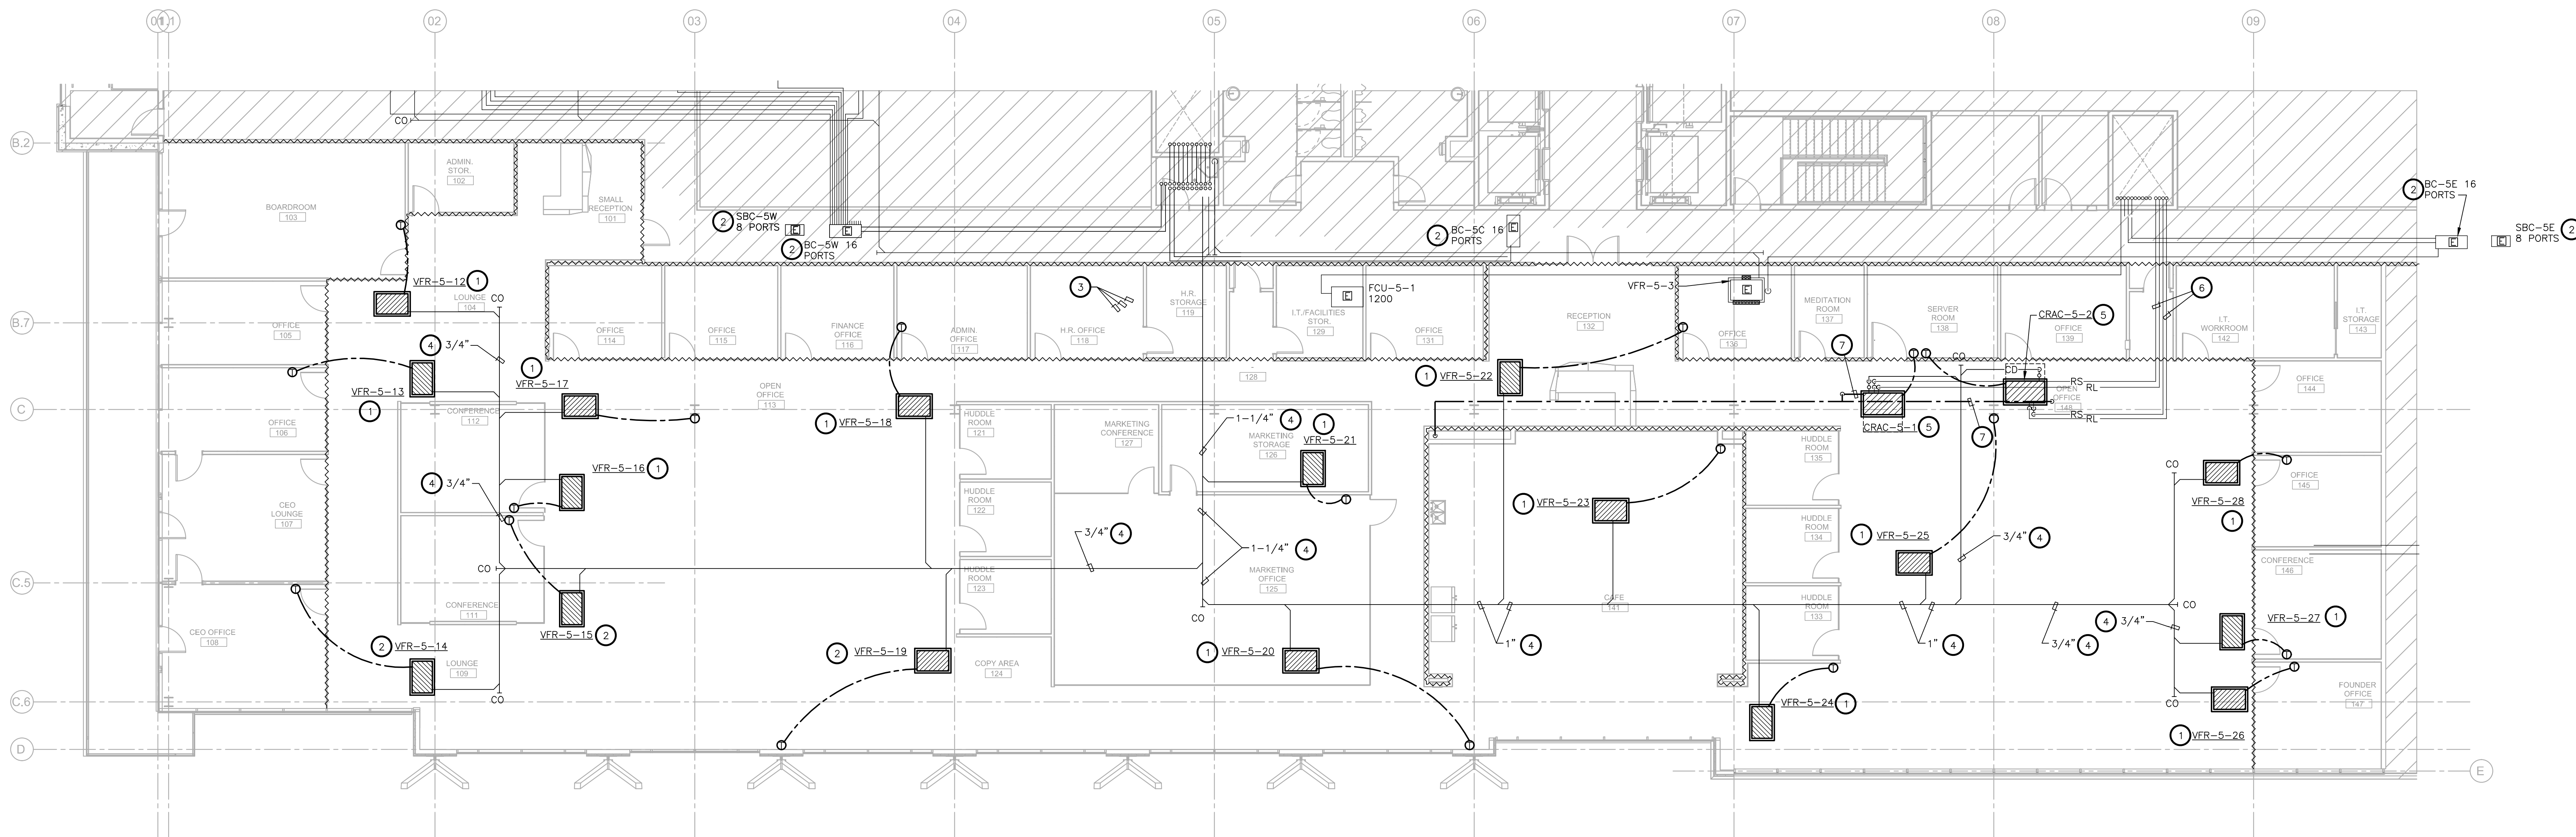 01
01.1
02
03
04
05
06
07
08
09
B.2
CO
ADMIN.
STOR.
102
SMALL
RECEPTION
101
BOARDROOM
103
2
SBC-5W
8 PORTS
2
BC-5W 16
PORTS
2
BC-5C 16
PORTS
2
BC-5E 16
PORTS
SBC-5E
8 PORTS
2
E
E
E
E
E
VFR-5-12
1
LOUNGE
104
CO
B.7
OFFICE
105
4
3/4"
VFR-5-13
1
1
VFR-5-17
OFFICE
114
OFFICE
115
FINANCE
OFFICE
116
ADMIN.
OFFICE
117
3
H.R. OFFICE
118
H.R.
STORAGE
119
I.T./FACILITIES
STOR.
129
E
FCU-5-1
1200
OFFICE
131
RECEPTION
132
VFR-5-3
E
OFFICE
136
MEDITATION
ROOM
137
SERVER
ROOM
138
OFFICE
139
CRAC-5-2
5
6
I.T.
WORKROOM
142
I.T.
STORAGE
143
OPEN
OFFICE
113
-
128
1
VFR-5-22
7
CO
CD
RS
RL
OPEN
OFFICE
148
OFFICE
144
C
OFFICE
106
CONFERENCE
112
1
VFR-5-18
HUDDLE
ROOM
121
MARKETING
CONFERENCE
127
1-1/4"
4
1
VFR-5-21
MARKETING
STORAGE
126
CRAC-5-1
5
7
RS
RL
HUDDLE
ROOM
135
CO
4
3/4"
VFR-5-16
1
OFFICE
145
VFR-5-28
1
CEO
LOUNGE
107
HUDDLE
ROOM
122
1
VFR-5-23
HUDDLE
ROOM
134
1
VFR-5-25
3/4"
4
3/4"
4
1-1/4"
4
C.5
CO
HUDDLE
ROOM
123
MARKETING
OFFICE
125
CONFERENCE
146
CONFERENCE
111
CO
CAFE
141
HUDDLE
ROOM
133
CO
4
3/4"
VFR-5-27
1
CEO OFFICE
108
2
VFR-5-14
VFR-5-15
2
LOUNGE
109
2
VFR-5-19
COPY AREA
124
1
VFR-5-20
1"
4
1"
4
3/4"
4
FOUNDER
OFFICE
147
C.6
CO
VFR-5-24
1
CO
1
VFR-5-26
D
E